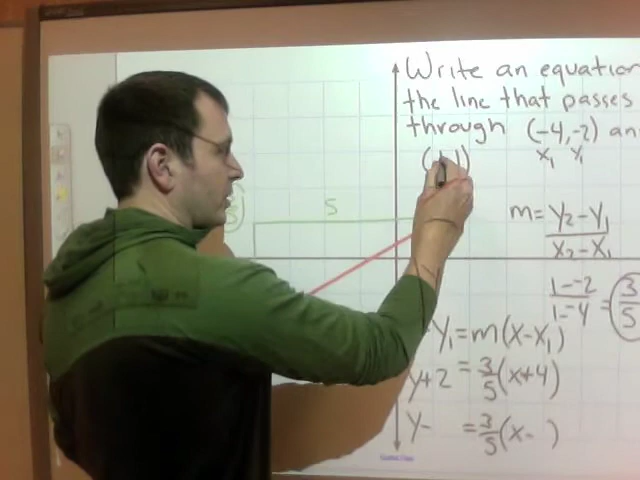 Write an equation
the line that passes
through (-4,-2) an
x₁ y₁
m= y₂-y₁
x₂-x₁
5
1--2
1--4
= 3
5
y₁=m(x-x₁)
y+2 = 3/5(x+4)
y- = 3/5(x- )